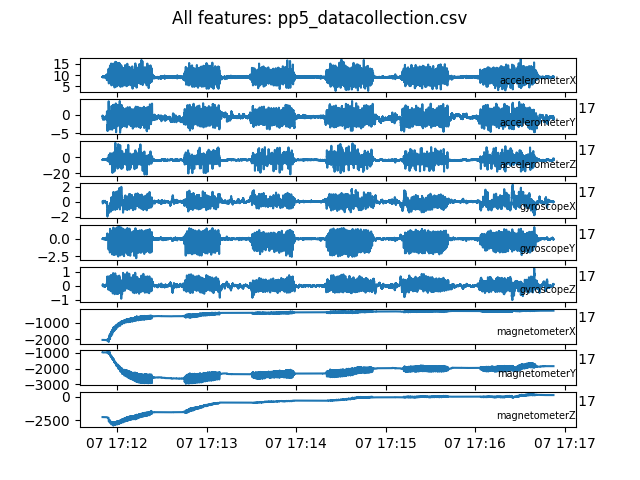 All features: pp5_datacollection.csv
15
10
5
accelerometerX
17
0
−5
accelerometerY
17
0
−20
accelerometerZ
17
2
0
−2
gyroscopeX
17
0.0
−2.5
gyroscopeY
17
1
0
−1
gyroscopeZ
17
−1000
−2000
magnetometerX
17
−1000
−2000
−3000
magnetometerY
17
0
−2500
magnetometerZ
07 17:12 07 17:13 07 17:14 07 17:15 07 17:16 07 17:17